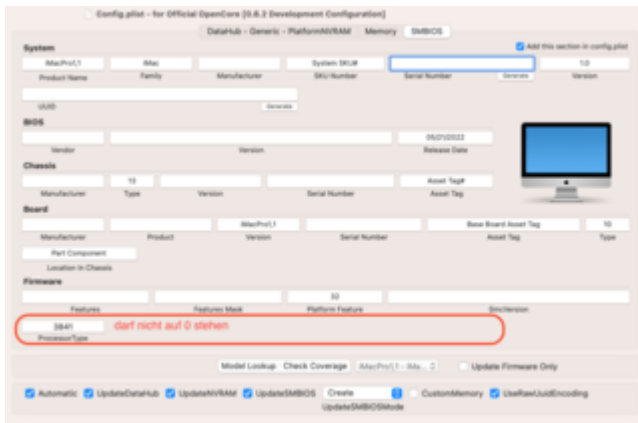 Config.plist - for Official OpenCore [0.8.2 Development Configuration]
DataHub - Generic - PlatformNVRAM Memory SMBIOS
System
Add this section in config.plist
iMacPro1,1 iMac System SKU# 1.0
Product Name Family Manufacturer SKU Number Serial Number Generate Version
UUID Generate
BIOS
05/21/2022
Vendor Version Release Date
Chassis
13 Asset Tag#
Manufacturer Type Version Serial Number Asset Tag
Board
iMacPro1,1 Base Board Asset Tag 10
Manufacturer Product Version Serial Number Asset Tag Type
Part Component
Location in Chassis
Firmware
Features Features Mask Platform Feature SmcVersion
3841 darf nicht auf 0 stehen
ProcessorType
Model Lookup Check Coverage iMacPro1,1 - iMa... Update Firmware Only
Automatic UpdateDataHub UpdateNVRAM UpdateSMBIOS Create CustomMemory UseRawUuidEncoding
UpdateSMBIOSMode